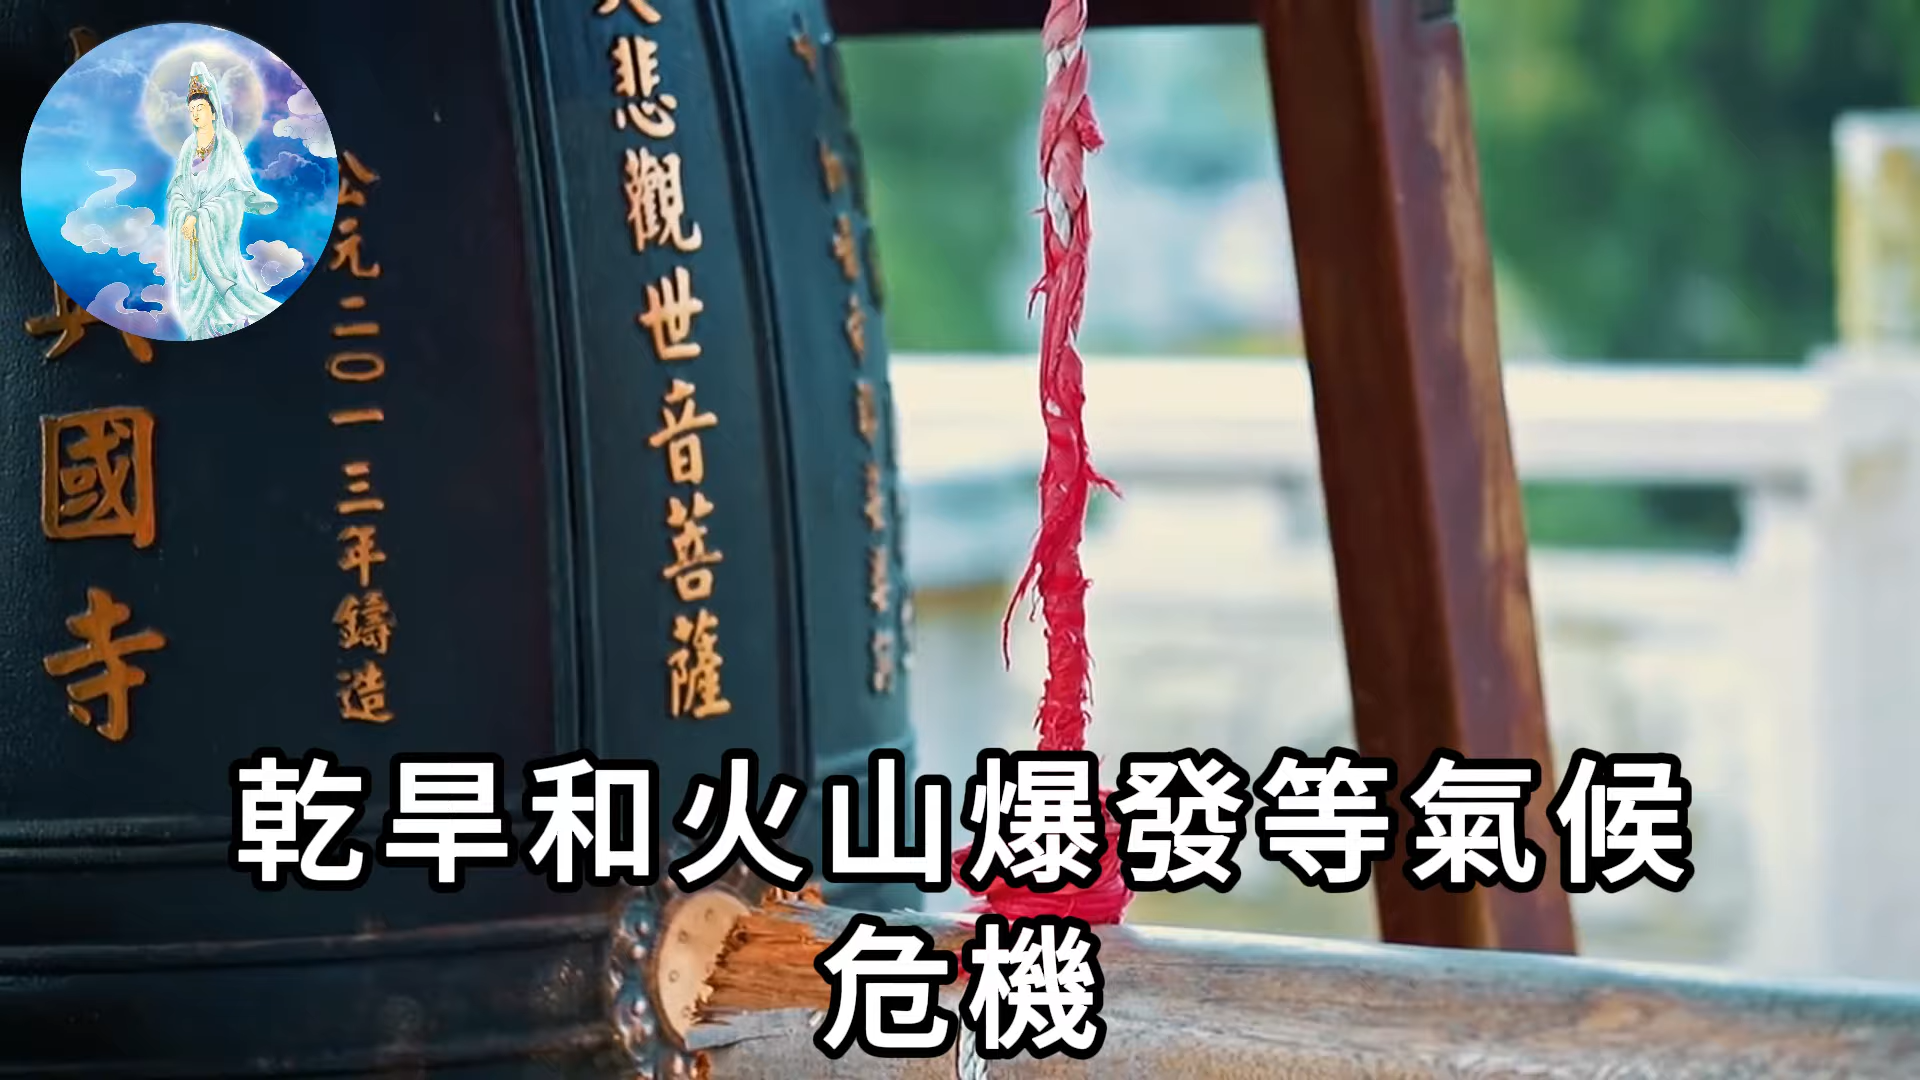 國寺
公元二〇一三年鑄造
大悲觀世音菩薩
乾旱和火山爆發等氣候
危機